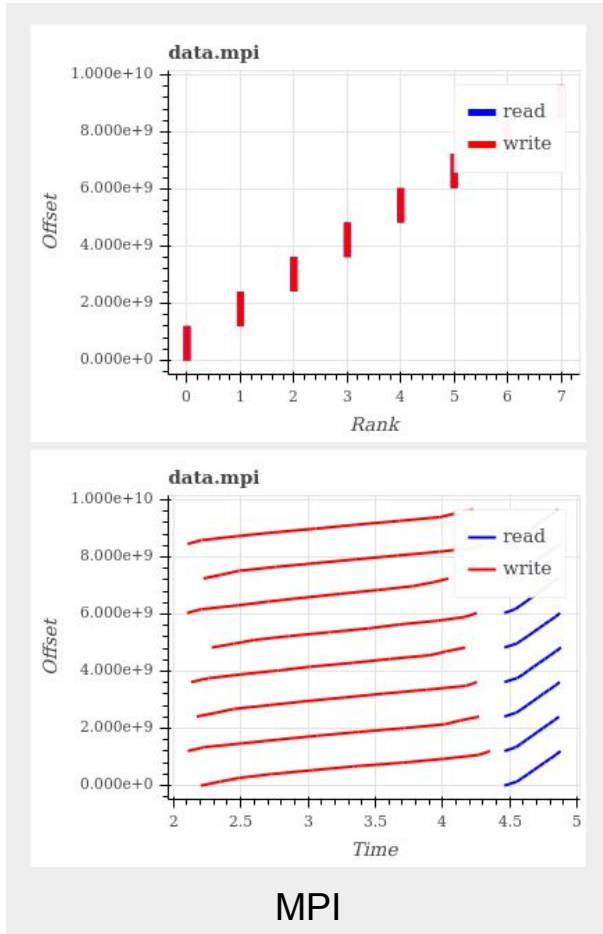 data.mpi
1.000e+10
8.000e+9
6.000e+9
4.000e+9
2.000e+9
0.000e+0
Offset
read
write
0 1 2 3 4 5 6 7
Rank
data.mpi
1.000e+10
8.000e+9
6.000e+9
4.000e+9
2.000e+9
0.000e+0
Offset
read
write
2 2.5 3 3.5 4 4.5 5
Time
MPI